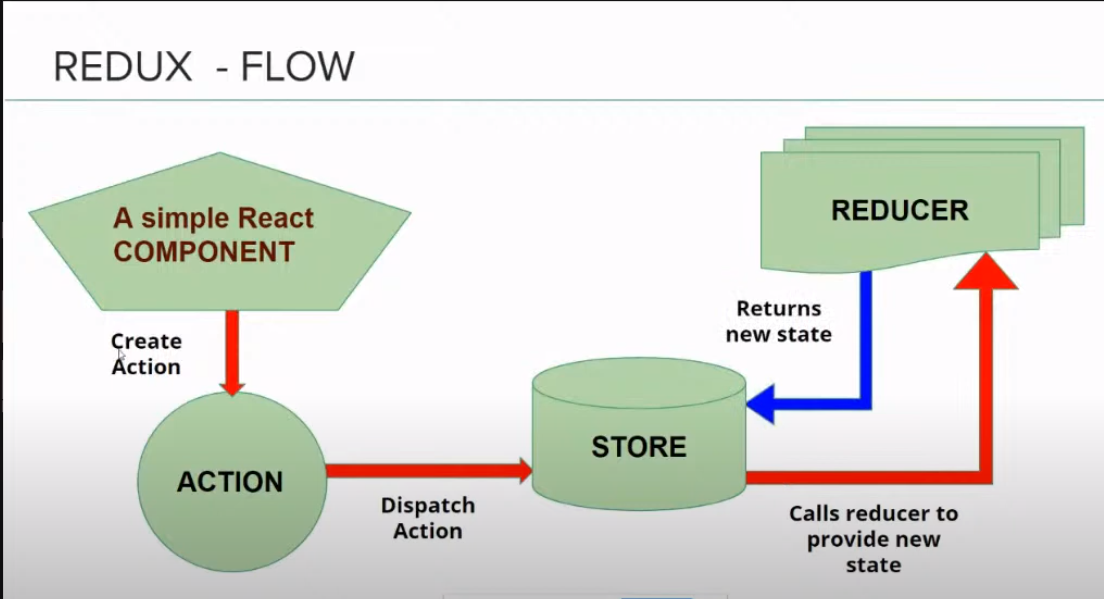 REDUX - FLOW
A simple React
COMPONENT
Create
Action
ACTION
Dispatch
Action
STORE
REDUCER
Returns
new state
Calls reducer to
provide new
state